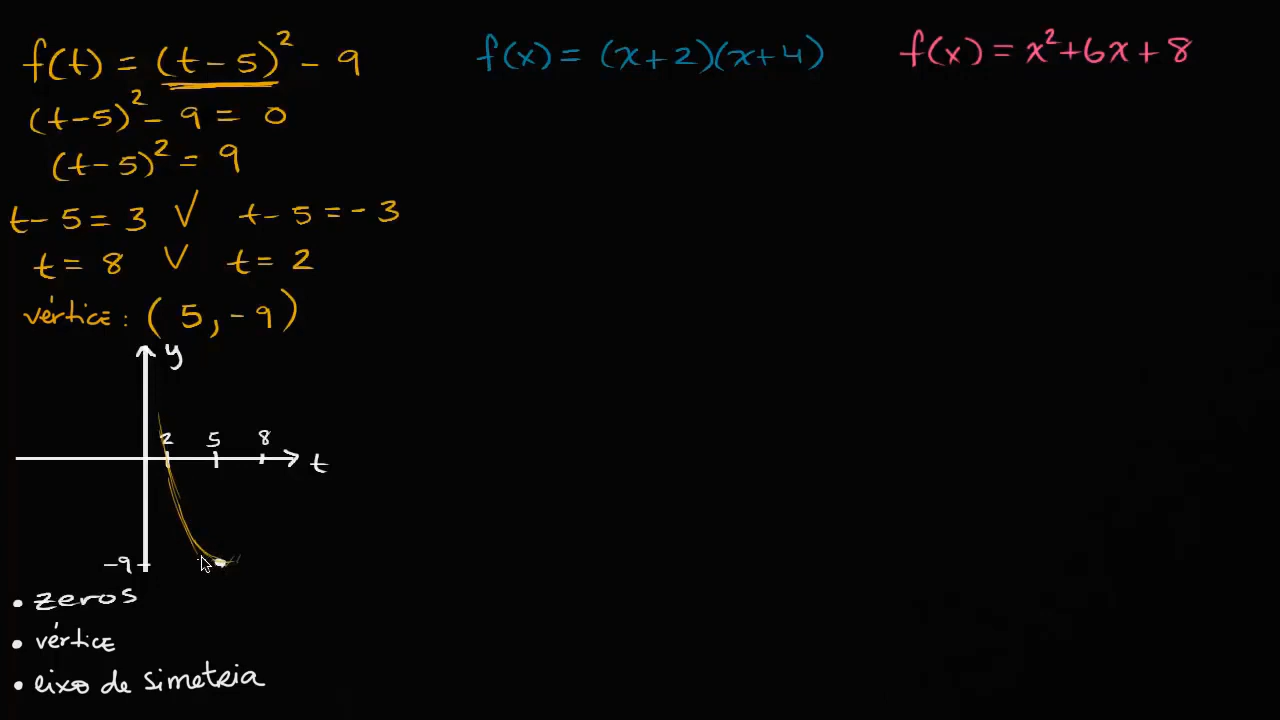 f(t) = (t-5)² - 9
(t-5)² - 9 = 0
(t-5)² = 9
t-5 = 3 ∨ t-5 = -3
t = 8 ∨ t = 2
vértice: (5, -9)
y
2 5 8
t
-9
• zeros
• vértice
• eixo de simetria
f(x) = (x+2)(x+4)
f(x) = x²+6x+8